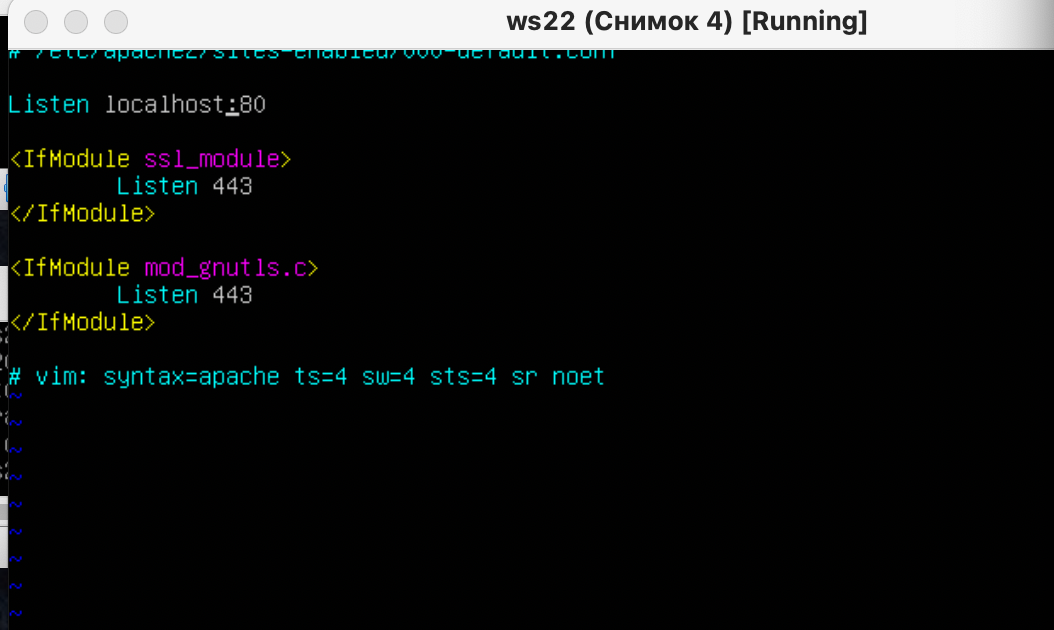 ws22 (Снимок 4) [Running]
# /etc/apache2/sites-enabled/000-default.conf
Listen localhost:80
<IfModule ssl_module>
Listen 443
</IfModule>
<IfModule mod_gnutls.c>
Listen 443
</IfModule>
# vim: syntax=apache ts=4 sw=4 sts=4 sr noet
~
~
~
~
~
~
~
~
~